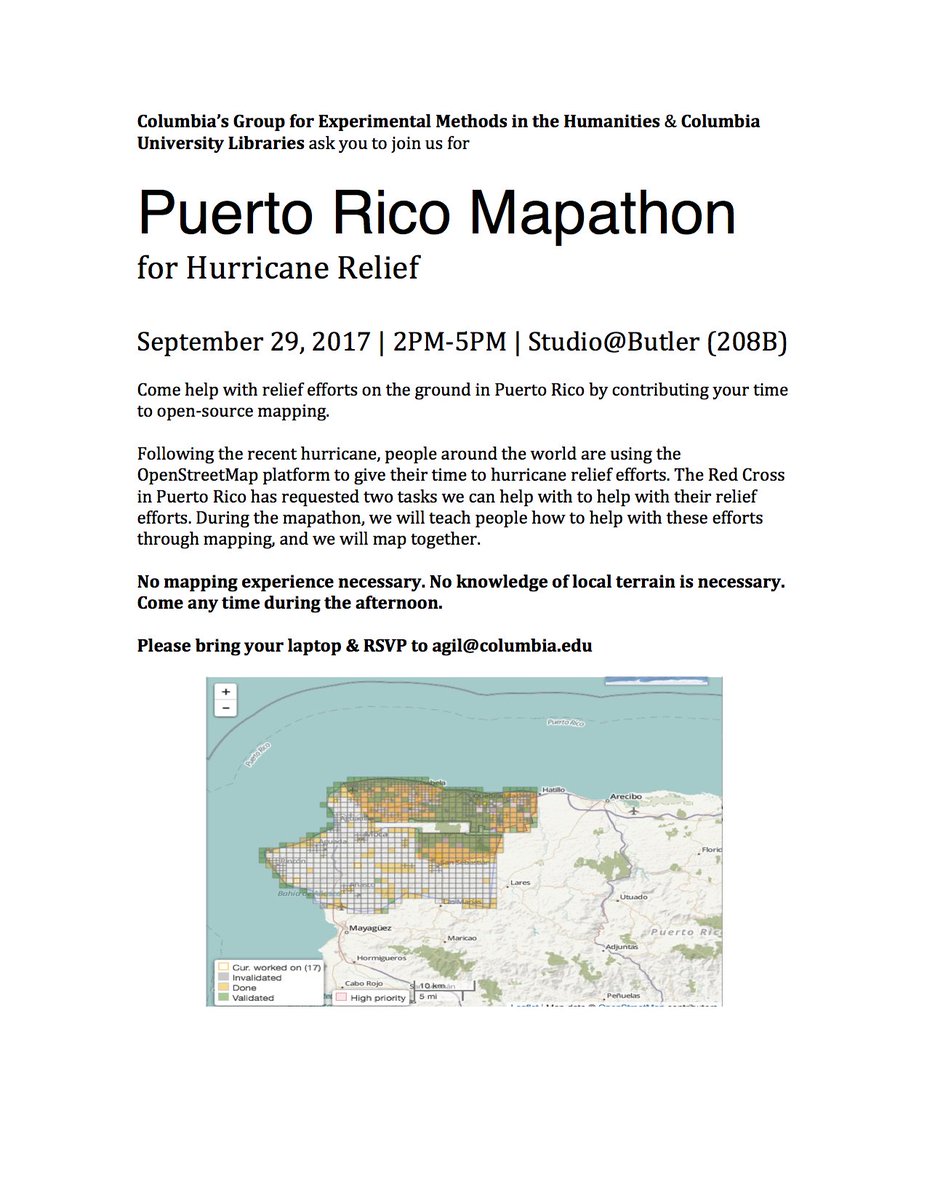 Columbia's Group for Experimental Methods in the Humanities & Columbia
University Libraries ask you to join us for
Puerto Rico Mapathon
for Hurricane Relief
September 29, 2017 | 2PM-5PM | Studio@Butler (208B)
Come help with relief efforts on the ground in Puerto Rico by contributing your time
to open-source mapping.
Following the recent hurricane, people around the world are using the
OpenStreetMap platform to give their time to hurricane relief efforts. The Red Cross
in Puerto Rico has requested two tasks we can help with to help with their relief
efforts. During the mapathon, we will teach people how to help with these efforts
through mapping, and we will map together.
No mapping experience necessary. No knowledge of local terrain is necessary.
Come any time during the afternoon.
Please bring your laptop & RSVP to agil@columbia.edu
+
−
Puerto Rico
Puerto Rico
Hatillo
Arecibo
Lares
Utuado
Mayagüez
Maricao
Puerto Ric
Hormigueros
Adjuntas
Cabo Rojo
Peñuelas
Cur. worked on (17)
Invalidated
Done
Validated
High priority
10 km
5 mi